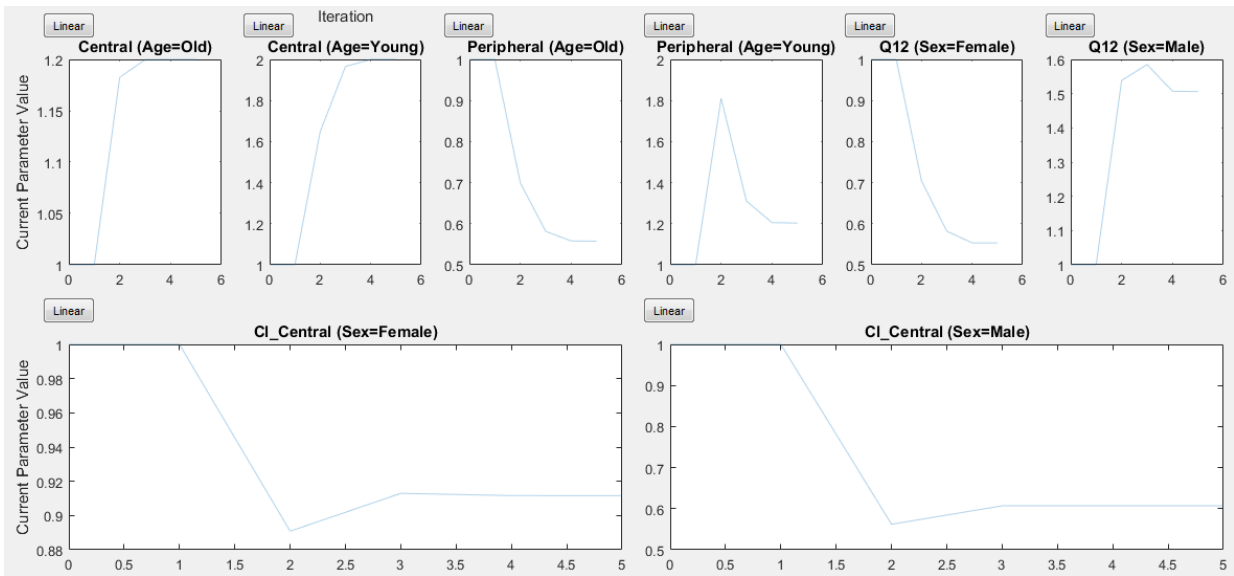 Iteration
Linear
Linear
Linear
Linear
Linear
Linear
Central (Age=Old)
Central (Age=Young)
Peripheral (Age=Old)
Peripheral (Age=Young)
Q12 (Sex=Female)
Q12 (Sex=Male)
Current Parameter Value
1.2
1.15
1.1
1.05
1
0 2 4 6
2
1.8
1.6
1.4
1.2
1
0 2 4 6
1
0.9
0.8
0.7
0.6
0.5
0 2 4 6
2
1.8
1.6
1.4
1.2
1
0 2 4 6
1
0.9
0.8
0.7
0.6
0.5
0 2 4 6
1.6
1.5
1.4
1.3
1.2
1.1
1
0 2 4 6
Linear
Linear
Cl_Central (Sex=Female)
Cl_Central (Sex=Male)
Current Parameter Value
1
0.98
0.96
0.94
0.92
0.9
0.88
0 0.5 1 1.5 2 2.5 3 3.5 4 4.5 5
1
0.9
0.8
0.7
0.6
0.5
0 0.5 1 1.5 2 2.5 3 3.5 4 4.5 5